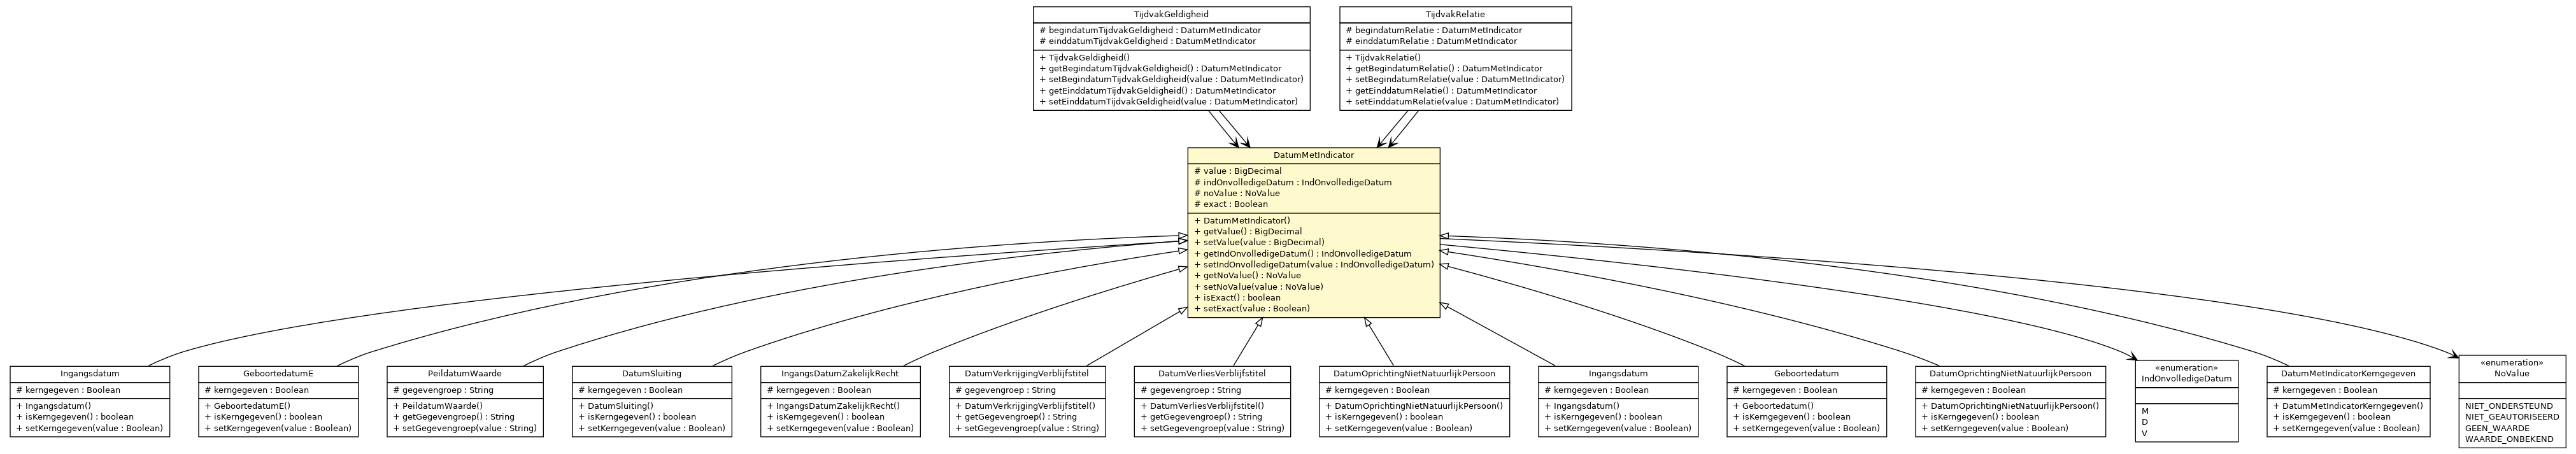 TijdvakGeldigheid
# begindatumTijdvakGeldigheid : DatumMetIndicator
# einddatumTijdvakGeldigheid : DatumMetIndicator
+ TijdvakGeldigheid()
+ getBegindatumTijdvakGeldigheid() : DatumMetIndicator
+ setBegindatumTijdvakGeldigheid(value : DatumMetIndicator)
+ getEinddatumTijdvakGeldigheid() : DatumMetIndicator
+ setEinddatumTijdvakGeldigheid(value : DatumMetIndicator)
TijdvakRelatie
# begindatumRelatie : DatumMetIndicator
# einddatumRelatie : DatumMetIndicator
+ TijdvakRelatie()
+ getBegindatumRelatie() : DatumMetIndicator
+ setBegindatumRelatie(value : DatumMetIndicator)
+ getEinddatumRelatie() : DatumMetIndicator
+ setEinddatumRelatie(value : DatumMetIndicator)
DatumMetIndicator
# value : BigDecimal
# indOnvolledigeDatum : IndOnvolledigeDatum
# noValue : NoValue
# exact : Boolean
+ DatumMetIndicator()
+ getValue() : BigDecimal
+ setValue(value : BigDecimal)
+ getIndOnvolledigeDatum() : IndOnvolledigeDatum
+ setIndOnvolledigeDatum(value : IndOnvolledigeDatum)
+ getNoValue() : NoValue
+ setNoValue(value : NoValue)
+ isExact() : boolean
+ setExact(value : Boolean)
Ingangsdatum
# kerngegeven : Boolean
+ Ingangsdatum()
+ isKerngegeven() : boolean
+ setKerngegeven(value : Boolean)
GeboortedatumE
# kerngegeven : Boolean
+ GeboortedatumE()
+ isKerngegeven() : boolean
+ setKerngegeven(value : Boolean)
PeildatumWaarde
# gegevengroep : String
+ PeildatumWaarde()
+ getGegevengroep() : String
+ setGegevengroep(value : String)
DatumSluiting
# kerngegeven : Boolean
+ DatumSluiting()
+ isKerngegeven() : boolean
+ setKerngegeven(value : Boolean)
IngangsDatumZakelijkRecht
# kerngegeven : Boolean
+ IngangsDatumZakelijkRecht()
+ isKerngegeven() : boolean
+ setKerngegeven(value : Boolean)
DatumVerkrijgingVerblijfstitel
# gegevengroep : String
+ DatumVerkrijgingVerblijfstitel()
+ getGegevengroep() : String
+ setGegevengroep(value : String)
DatumVerliesVerblijfstitel
# gegevengroep : String
+ DatumVerliesVerblijfstitel()
+ getGegevengroep() : String
+ setGegevengroep(value : String)
DatumOprichtingNietNatuurlijkPersoon
# kerngegeven : Boolean
+ DatumOprichtingNietNatuurlijkPersoon()
+ isKerngegeven() : boolean
+ setKerngegeven(value : Boolean)
Ingangsdatum
# kerngegeven : Boolean
+ Ingangsdatum()
+ isKerngegeven() : boolean
+ setKerngegeven(value : Boolean)
Geboortedatum
# kerngegeven : Boolean
+ Geboortedatum()
+ isKerngegeven() : boolean
+ setKerngegeven(value : Boolean)
DatumOprichtingNietNatuurlijkPersoon
# kerngegeven : Boolean
+ DatumOprichtingNietNatuurlijkPersoon()
+ isKerngegeven() : boolean
+ setKerngegeven(value : Boolean)
«enumeration»
IndOnvolledigeDatum
M
D
V
DatumMetIndicatorKerngegeven
# kerngegeven : Boolean
+ DatumMetIndicatorKerngegeven()
+ isKerngegeven() : boolean
+ setKerngegeven(value : Boolean)
«enumeration»
NoValue
NIET_ONDERSTEUND
NIET_GEAUTORISEERD
GEEN_WAARDE
WAARDE_ONBEKEND